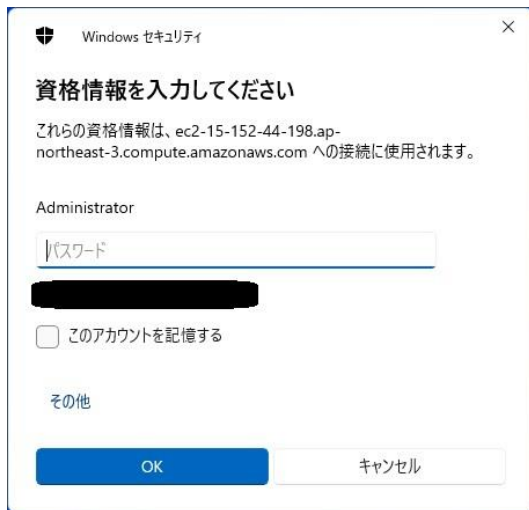 Windows セキュリティ
資格情報を入力してください
これらの資格情報は、ec2-15-152-44-198.ap-
northeast-3.compute.amazonaws.com への接続に使用されます。
Administrator
パスワード
このアカウントを記憶する
その他
OK キャンセル